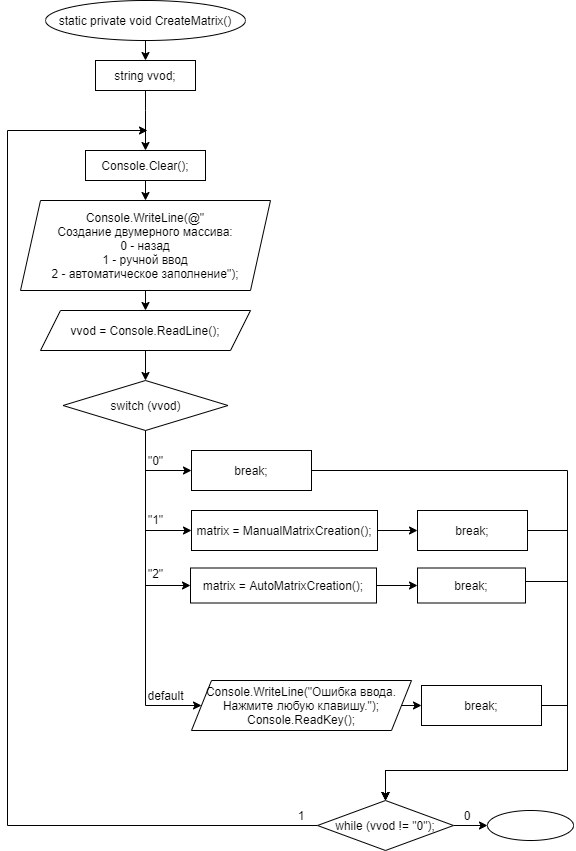 static private void CreateMatrix()
string vvod;
Console.Clear();
Console.WriteLine(@"
Создание двумерного массива:
0 - назад
1 - ручной ввод
2 - автоматическое заполнение");
vvod = Console.ReadLine();
switch (vvod)
"0"
break;
"1"
matrix = ManualMatrixCreation();
break;
"2"
matrix = AutoMatrixCreation();
break;
default
Console.WriteLine("Ошибка ввода.
Нажмите любую клавишу.");
Console.ReadKey();
break;
1
while (vvod != "0");
0